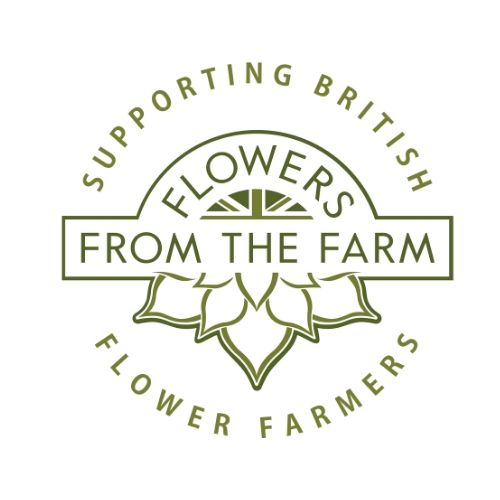 SUPPORTING BRITISH
FLOWERS
FROM THE FARM
FLOWER FARMERS